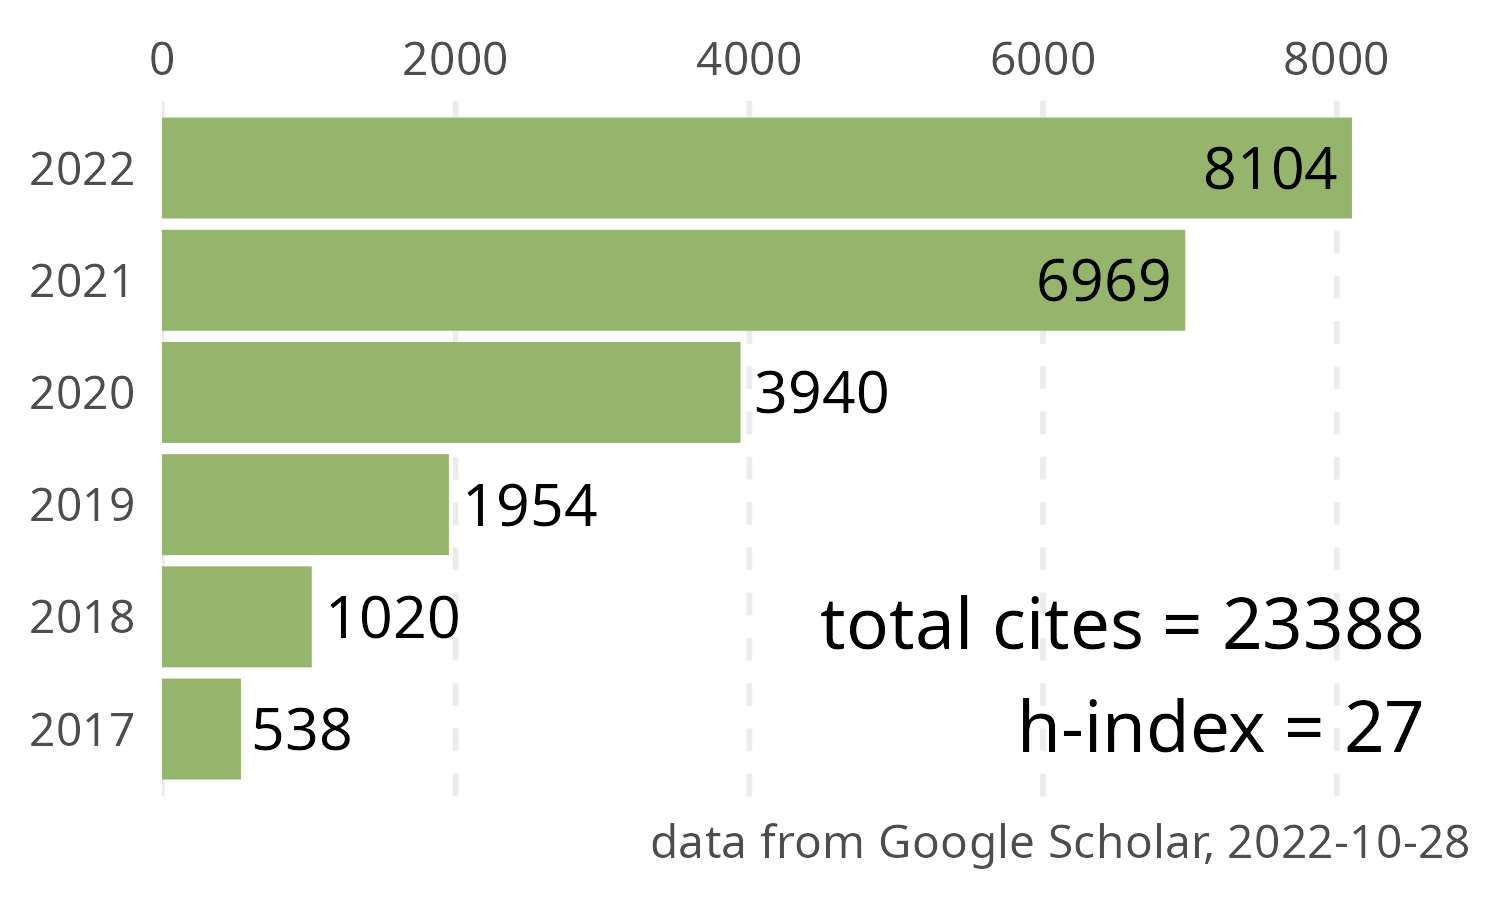 0 2000 4000 6000 8000
2022 8104
2021 6969
2020 3940
2019 1954
2018 1020
total cites = 23388
2017 538
h-index = 27
data from Google Scholar, 2022-10-28